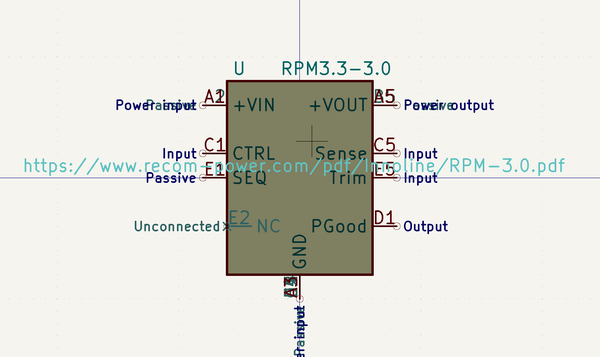 U RPM3.3-3.0
Power input A1 +VIN +VOUT A5 Power output
Input C1 CTRL Sense C5 Input
https://www.recom-power.com/pdf/Innoline/RPM-3.0.pdf
Passive E1 SEQ Trim E5 Input
Unconnected E2 NC PGood D1 Output
GND